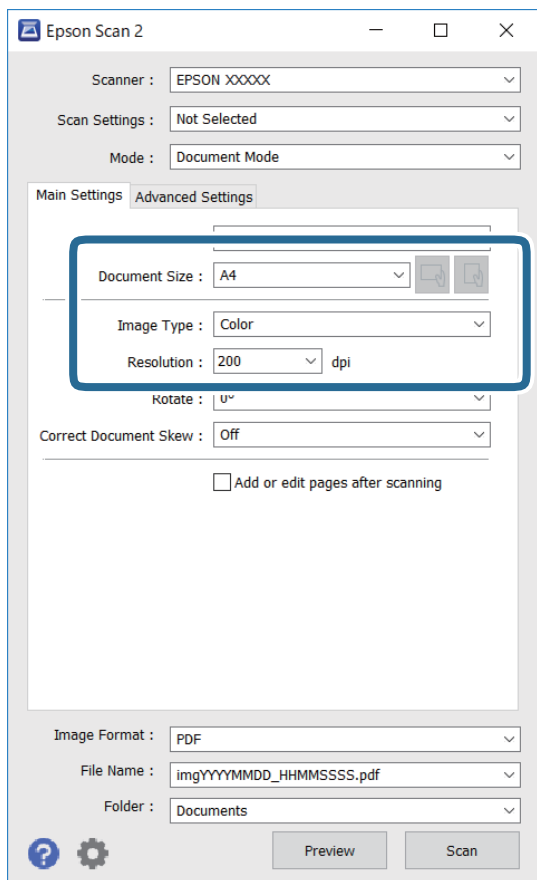 Epson Scan 2
Scanner : EPSON XXXXX
Scan Settings : Not Selected
Mode : Document Mode
Main Settings Advanced Settings
Document Size : A4
Image Type : Color
Resolution : 200 dpi
Rotate : 0º
Correct Document Skew : Off
Add or edit pages after scanning
Image Format : PDF
File Name : imgYYYYMMDD_HHMMSSSS.pdf
Folder : Documents
? Preview Scan